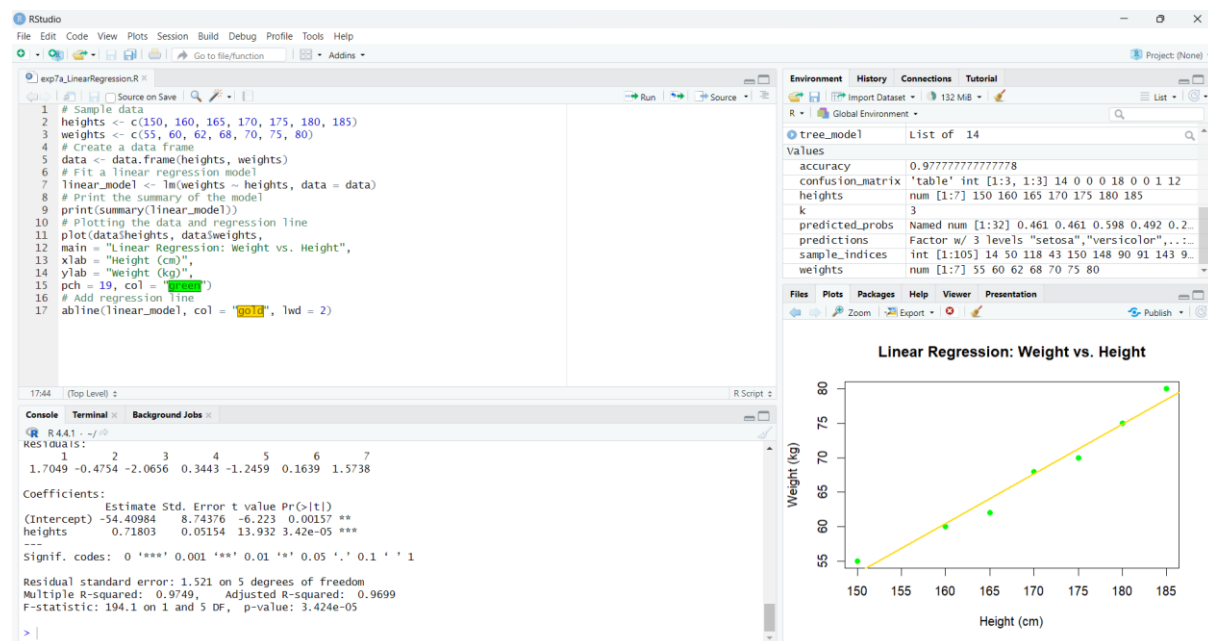 RStudio
File Edit Code View Plots Session Build Debug Profile Tools Help
Go to file/function Addins Project: (None)
exp7a_LinearRegression.R
Source on Save Run Source
1 # Sample data
2 heights <- c(150, 160, 165, 170, 175, 180, 185)
3 weights <- c(55, 60, 62, 68, 70, 75, 80)
4 # Create a data frame
5 data <- data.frame(heights, weights)
6 # Fit a linear regression model
7 linear_model <- lm(weights ~ heights, data = data)
8 # Print the summary of the model
9 print(summary(linear_model))
10 # Plotting the data and regression line
11 plot(data$heights, data$weights,
12 main = "Linear Regression: Weight vs. Height",
13 xlab = "Height (cm)",
14 ylab = "Weight (kg)",
15 pch = 19, col = "green")
16 # Add regression line
17 abline(linear_model, col = "gold", lwd = 2)
17:44 (Top Level) R Script
Console Terminal Background Jobs
R 4.4.1 · ~/
Residuals:
1 2 3 4 5 6 7
1.7049 -0.4754 -2.0656 0.3443 -1.2459 0.1639 1.5738
Coefficients:
Estimate Std. Error t value Pr(>|t|)
(Intercept) -54.40984 8.74376 -6.223 0.00157 **
heights 0.71803 0.05154 13.932 3.42e-05 ***
---
Signif. codes: 0 ‘***’ 0.001 ‘**’ 0.01 ‘*’ 0.05 ‘.’ 0.1 ‘ ’ 1
Residual standard error: 1.521 on 5 degrees of freedom
Multiple R-squared: 0.9749, Adjusted R-squared: 0.9699
F-statistic: 194.1 on 1 and 5 DF, p-value: 3.424e-05
>
Environment History Connections Tutorial
Import Dataset 132 MiB List
R Global Environment
tree_model List of 14
Values
accuracy 0.977777777777778
confusion_matrix 'table' int [1:3, 1:3] 14 0 0 0 18 0 0 1 12
heights num [1:7] 150 160 165 170 175 180 185
k 3
predicted_probs Named num [1:32] 0.461 0.461 0.598 0.492 0.2…
predictions Factor w/ 3 levels "setosa","versicolor",..:…
sample_indices int [1:105] 14 50 118 43 150 148 90 91 143 9…
weights num [1:7] 55 60 62 68 70 75 80
Files Plots Packages Help Viewer Presentation
Zoom Export Publish
Linear Regression: Weight vs. Height
Weight (kg)
80
75
70
65
60
55
150 155 160 165 170 175 180 185
Height (cm)